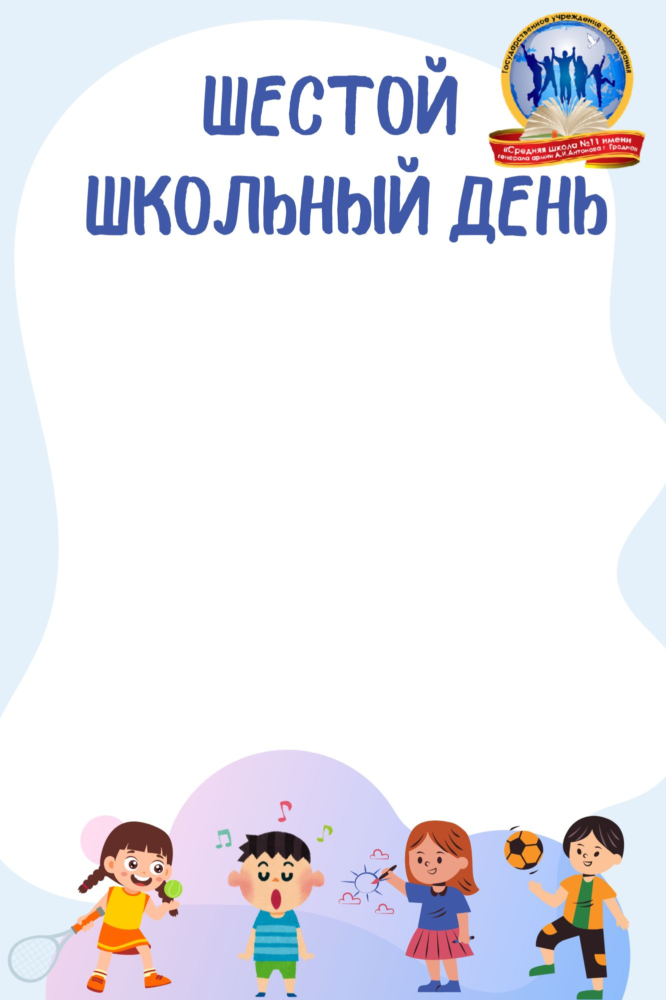 Государственное учреждение образования
ШЕСТОЙ
«Средняя школа №11 имени
генерала армии А.И.Антонова г. Гродно»
ШКОЛЬНЫЙ ДЕНЬ